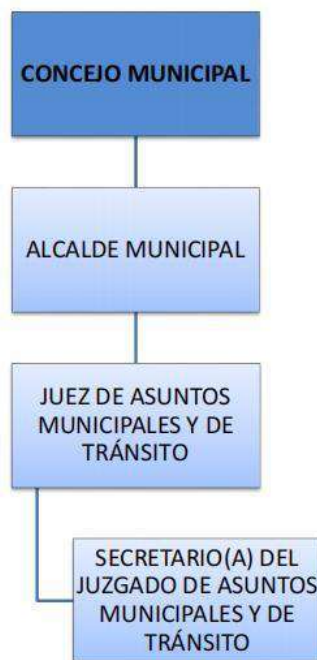 CONCEJO MUNICIPAL
ALCALDE MUNICIPAL
JUEZ DE ASUNTOS
MUNICIPALES Y DE
TRÁNSITO
SECRETARIO(A) DEL
JUZGADO DE ASUNTOS
MUNICIPALES Y DE
TRÁNSITO